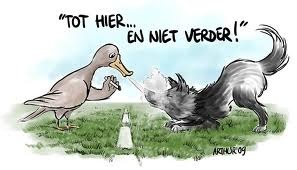 "TOT HIER...
EN NIET VERDER!"
ARTHUR '09